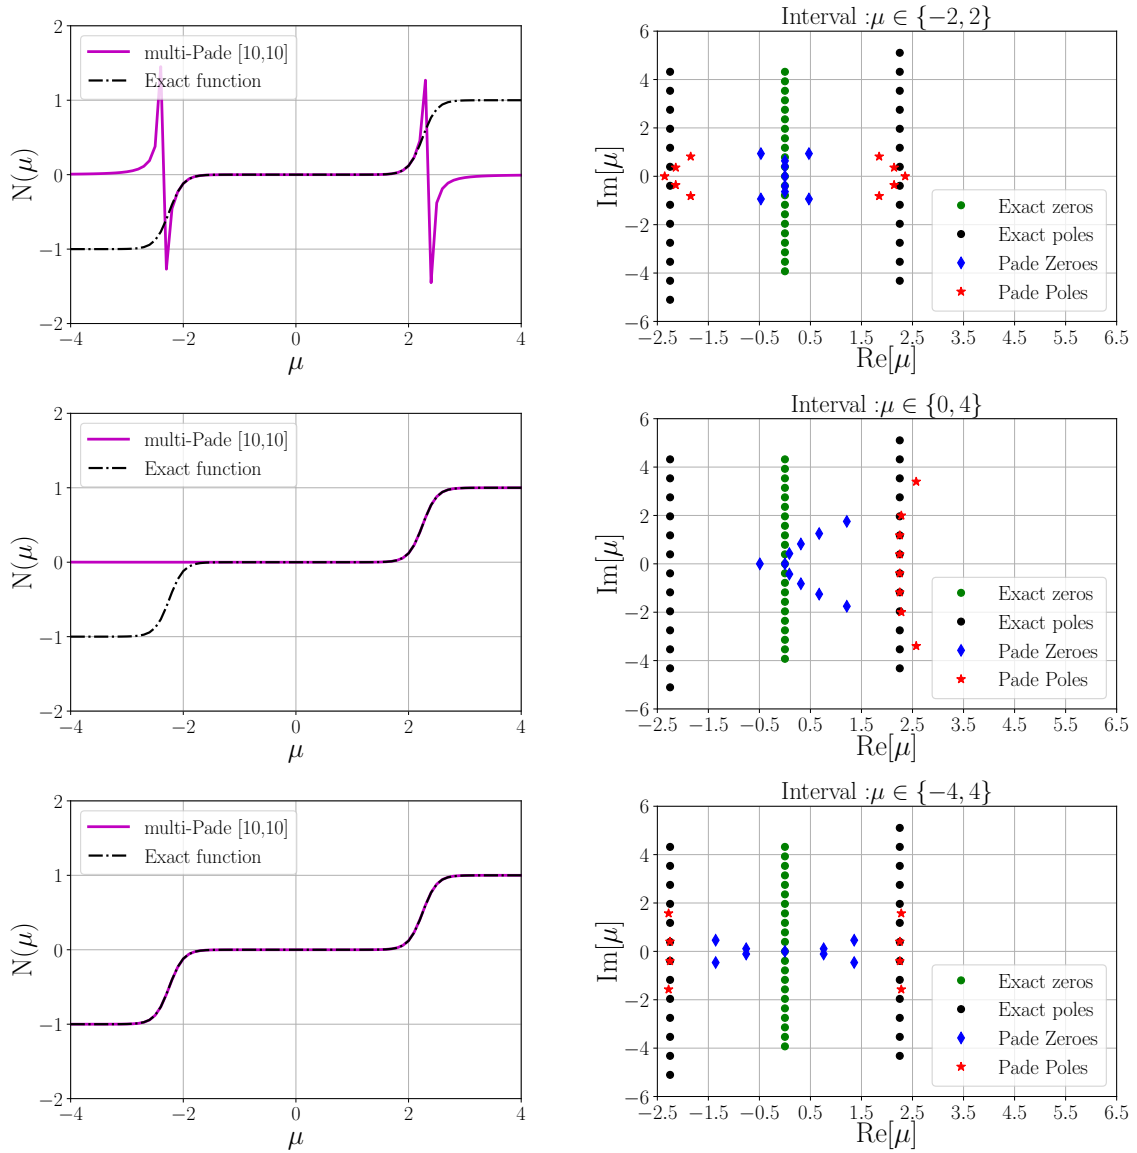 2
1
0
−1
−2
−4
−2
0
2
4
N(μ)
μ
multi-Pade [10,10]
Exact function
Interval :μ ∈ {−2, 2}
6
4
2
0
−2
−4
−6
−2.5
−1.5
−0.5
0.5
1.5
2.5
3.5
4.5
5.5
6.5
Im[μ]
Re[μ]
Exact zeros
Exact poles
Pade Zeroes
Pade Poles
2
1
0
−1
−2
−4
−2
0
2
4
N(μ)
μ
multi-Pade [10,10]
Exact function
Interval :μ ∈ {0, 4}
6
4
2
0
−2
−4
−6
−2.5
−1.5
−0.5
0.5
1.5
2.5
3.5
4.5
5.5
6.5
Im[μ]
Re[μ]
Exact zeros
Exact poles
Pade Zeroes
Pade Poles
2
1
0
−1
−2
−4
−2
0
2
4
N(μ)
μ
multi-Pade [10,10]
Exact function
Interval :μ ∈ {−4, 4}
6
4
2
0
−2
−4
−6
−2.5
−1.5
−0.5
0.5
1.5
2.5
3.5
4.5
5.5
6.5
Im[μ]
Re[μ]
Exact zeros
Exact poles
Pade Zeroes
Pade Poles